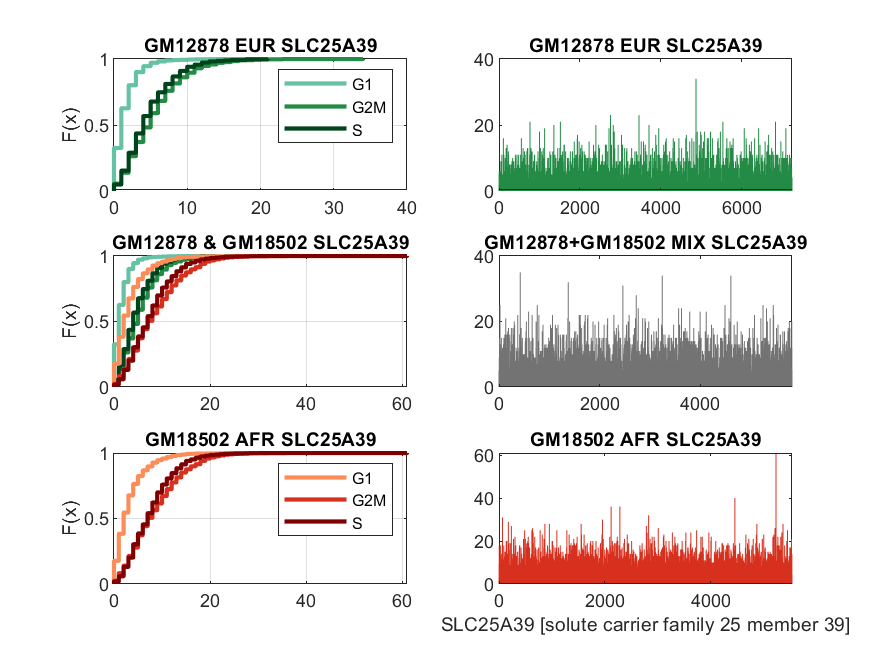 GM12878 EUR SLC25A39
F(x)
1
0.5
0
0 10 20 30 40
G1
G2M
S
GM12878 EUR SLC25A39
40
20
0
0 2000 4000 6000
GM12878 & GM18502 SLC25A39
F(x)
1
0.5
0
0 20 40 60
GM12878+GM18502 MIX SLC25A39
40
20
0
0 2000 4000
GM18502 AFR SLC25A39
F(x)
1
0.5
0
0 20 40 60
G1
G2M
S
GM18502 AFR SLC25A39
60
40
20
0
0 2000 4000
SLC25A39 [solute carrier family 25 member 39]